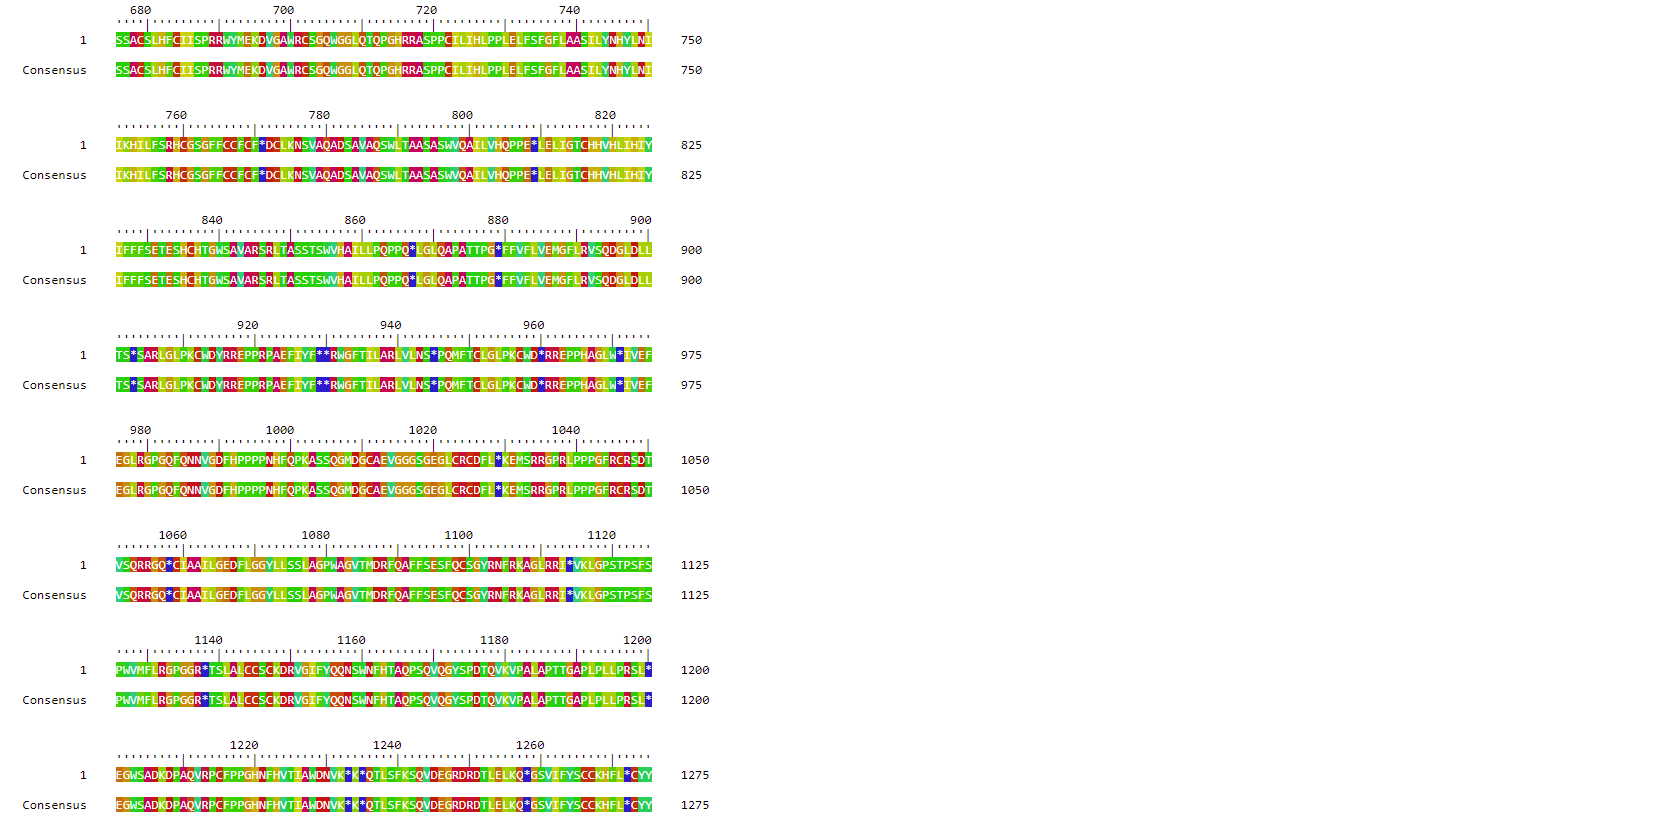 680 700 720 740
1 SSACSLHFCIISPRRWYMEKDVGAWRCSGQWGGLQTQPGHRRASPPCILIHLPPLELFSFGFLAASILYNHYLNI 750
Consensus SSACSLHFCIISPRRWYMEKDVGAWRCSGQWGGLQTQPGHRRASPPCILIHLPPLELFSFGFLAASILYNHYLNI 750
760 780 800 820
1 IKHILFSRHCGSGFFCCFCF*DCLKNSVAQADSAVAQSWLTAASASWVQAILVHQPPE*LELIGTCHHVHLIHIY 825
Consensus IKHILFSRHCGSGFFCCFCF*DCLKNSVAQADSAVAQSWLTAASASWVQAILVHQPPE*LELIGTCHHVHLIHIY 825
840 860 880 900
1 IFFFSETESHCHTGWSAVARSRLTASSTSWVHAILLPQPPQ*LGLQAPATTPG*FFVFLVEMGFLRVSQDGLDLL 900
Consensus IFFFSETESHCHTGWSAVARSRLTASSTSWVHAILLPQPPQ*LGLQAPATTPG*FFVFLVEMGFLRVSQDGLDLL 900
920 940 960
1 TS*SARLGLPKCWDYRREPPRPAEFIYF**RWGFTILARLVLNS*PQMFTCLGLPKCWD*RREPPHAGLW*IVEF 975
Consensus TS*SARLGLPKCWDYRREPPRPAEFIYF**RWGFTILARLVLNS*PQMFTCLGLPKCWD*RREPPHAGLW*IVEF 975
980 1000 1020 1040
1 EGLRGPGQFQNNVGDFHPPPPNHFQPKASSQGMDGCAEVGGGSGEGLCRCDFL*KEMSRRGPRLPPPGFRCRSDT 1050
Consensus EGLRGPGQFQNNVGDFHPPPPNHFQPKASSQGMDGCAEVGGGSGEGLCRCDFL*KEMSRRGPRLPPPGFRCRSDT 1050
1060 1080 1100 1120
1 VSQRRGQ*CIAAILGEDFLGGYLLSSLAGPWAGVTMDRFQAFFSESFQCSGYRNFRKAGLRRI*VKLGPSTPSFS 1125
Consensus VSQRRGQ*CIAAILGEDFLGGYLLSSLAGPWAGVTMDRFQAFFSESFQCSGYRNFRKAGLRRI*VKLGPSTPSFS 1125
1140 1160 1180 1200
1 PWVMFLRGPGGR*TSLALCCSCKDRVGIFYQQNSWNFHTAQPSQVQGYSPDTQVKVPALAPTTGAPLPLLPRSL* 1200
Consensus PWVMFLRGPGGR*TSLALCCSCKDRVGIFYQQNSWNFHTAQPSQVQGYSPDTQVKVPALAPTTGAPLPLLPRSL* 1200
1220 1240 1260
1 EGWSADKDPAQVRPCFPPGHNFHVTIAWDNVK*K*QTLSFKSQVDEGRDRDTLELKQ*GSVIFYSCCKHFL*CYY 1275
Consensus EGWSADKDPAQVRPCFPPGHNFHVTIAWDNVK*K*QTLSFKSQVDEGRDRDTLELKQ*GSVIFYSCCKHFL*CYY 1275